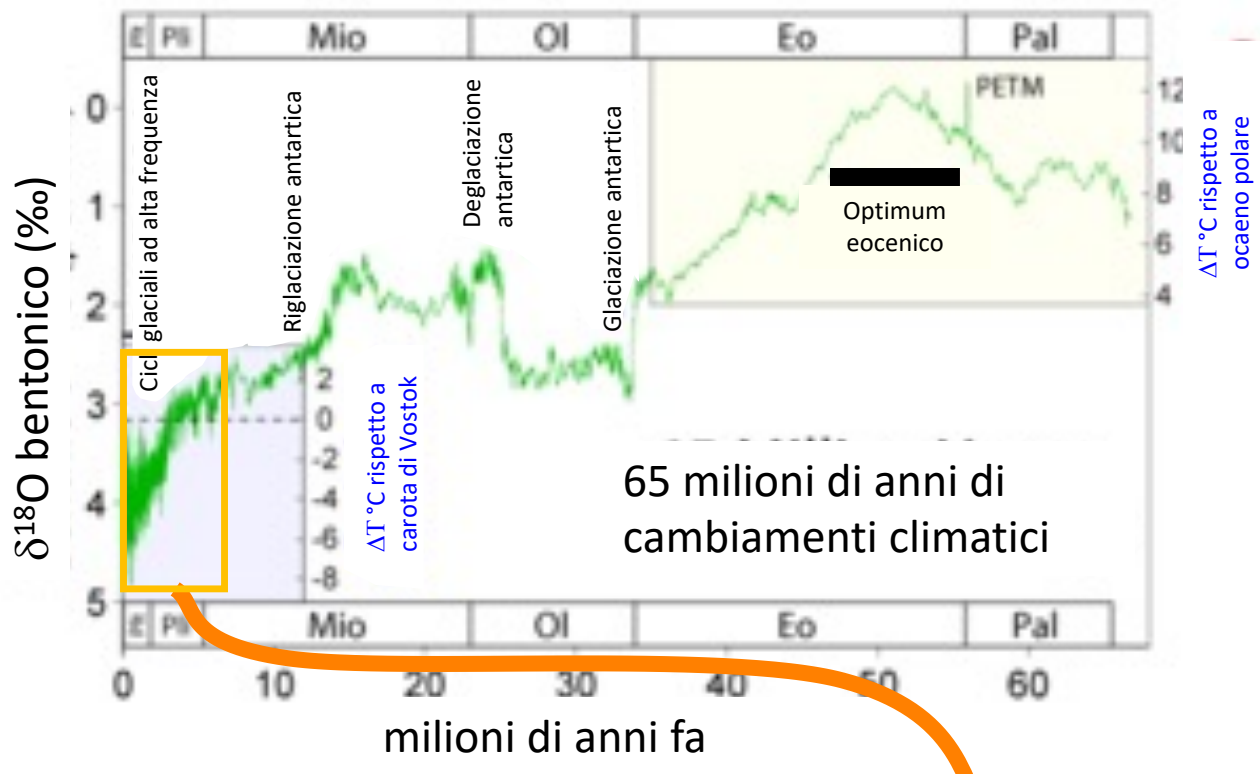 Pli Mio Ol Eo Pal
Cicli glaciali ad alta frequenza
Riglaciazione antartica
Deglaciazione
antartica
Glaciazione antartica
PETM
Optimum
eocenico
δ¹⁸O bentonico (‰)
0
1
2
3
4
5
12
10
8
6
4
ΔT °C rispetto a
ocaeno polare
2
0
-2
-4
-6
-8
ΔT °C rispetto a
carota di Vostok
65 milioni di anni di
cambiamenti climatici
Pli Mio Ol Eo Pal
0 10 20 30 40 50 60
milioni di anni fa